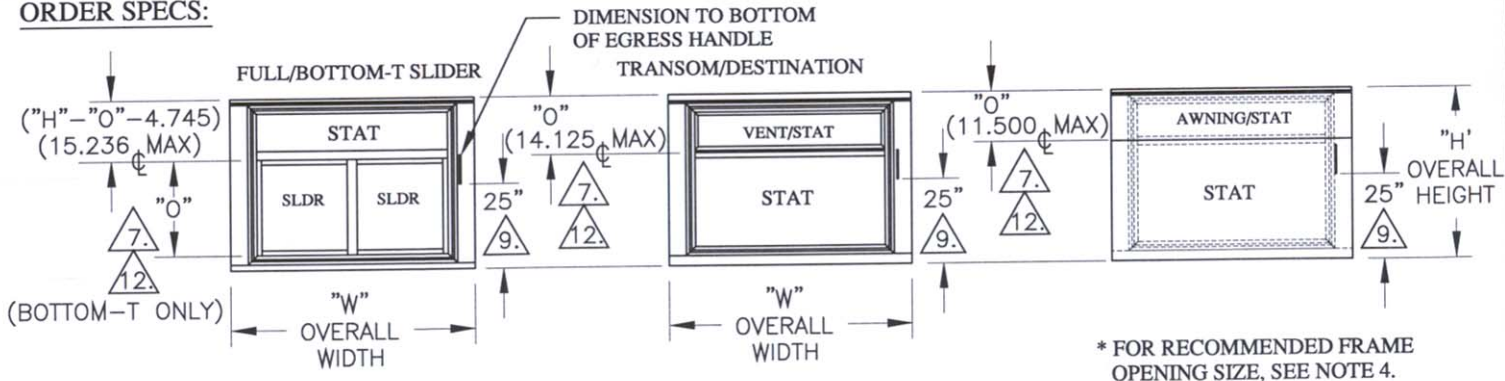 ORDER SPECS:
DIMENSION TO BOTTOM
OF EGRESS HANDLE
FULL/BOTTOM-T SLIDER
TRANSOM/DESTINATION
("H"-"O"-4.745)
(15.236 ℄ MAX)
STAT
SLDR
SLDR
"O"
7.
12.
(BOTTOM-T ONLY)
25"
9.
"W"
OVERALL
WIDTH
"O"
(14.125 ℄ MAX)
7.
12.
VENT/STAT
STAT
25"
9.
"W"
OVERALL
WIDTH
"O"
(11.500 ℄ MAX)
7.
12.
AWNING/STAT
STAT
25"
9.
"H'
OVERALL
HEIGHT
* FOR RECOMMENDED FRAME
OPENING SIZE, SEE NOTE 4.